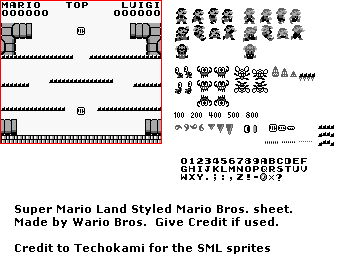 MARIO TOP LUIGI
000000 000000
100 200 400 500 800
0123456789ABCDEF
GHIJKLMNOPQRSTUV
WXY.;:,Z!-@x?
Super Mario Land Styled Mario Bros. sheet.
Made by Wario Bros. Give Credit if used.
Credit to Techokami for the SML sprites